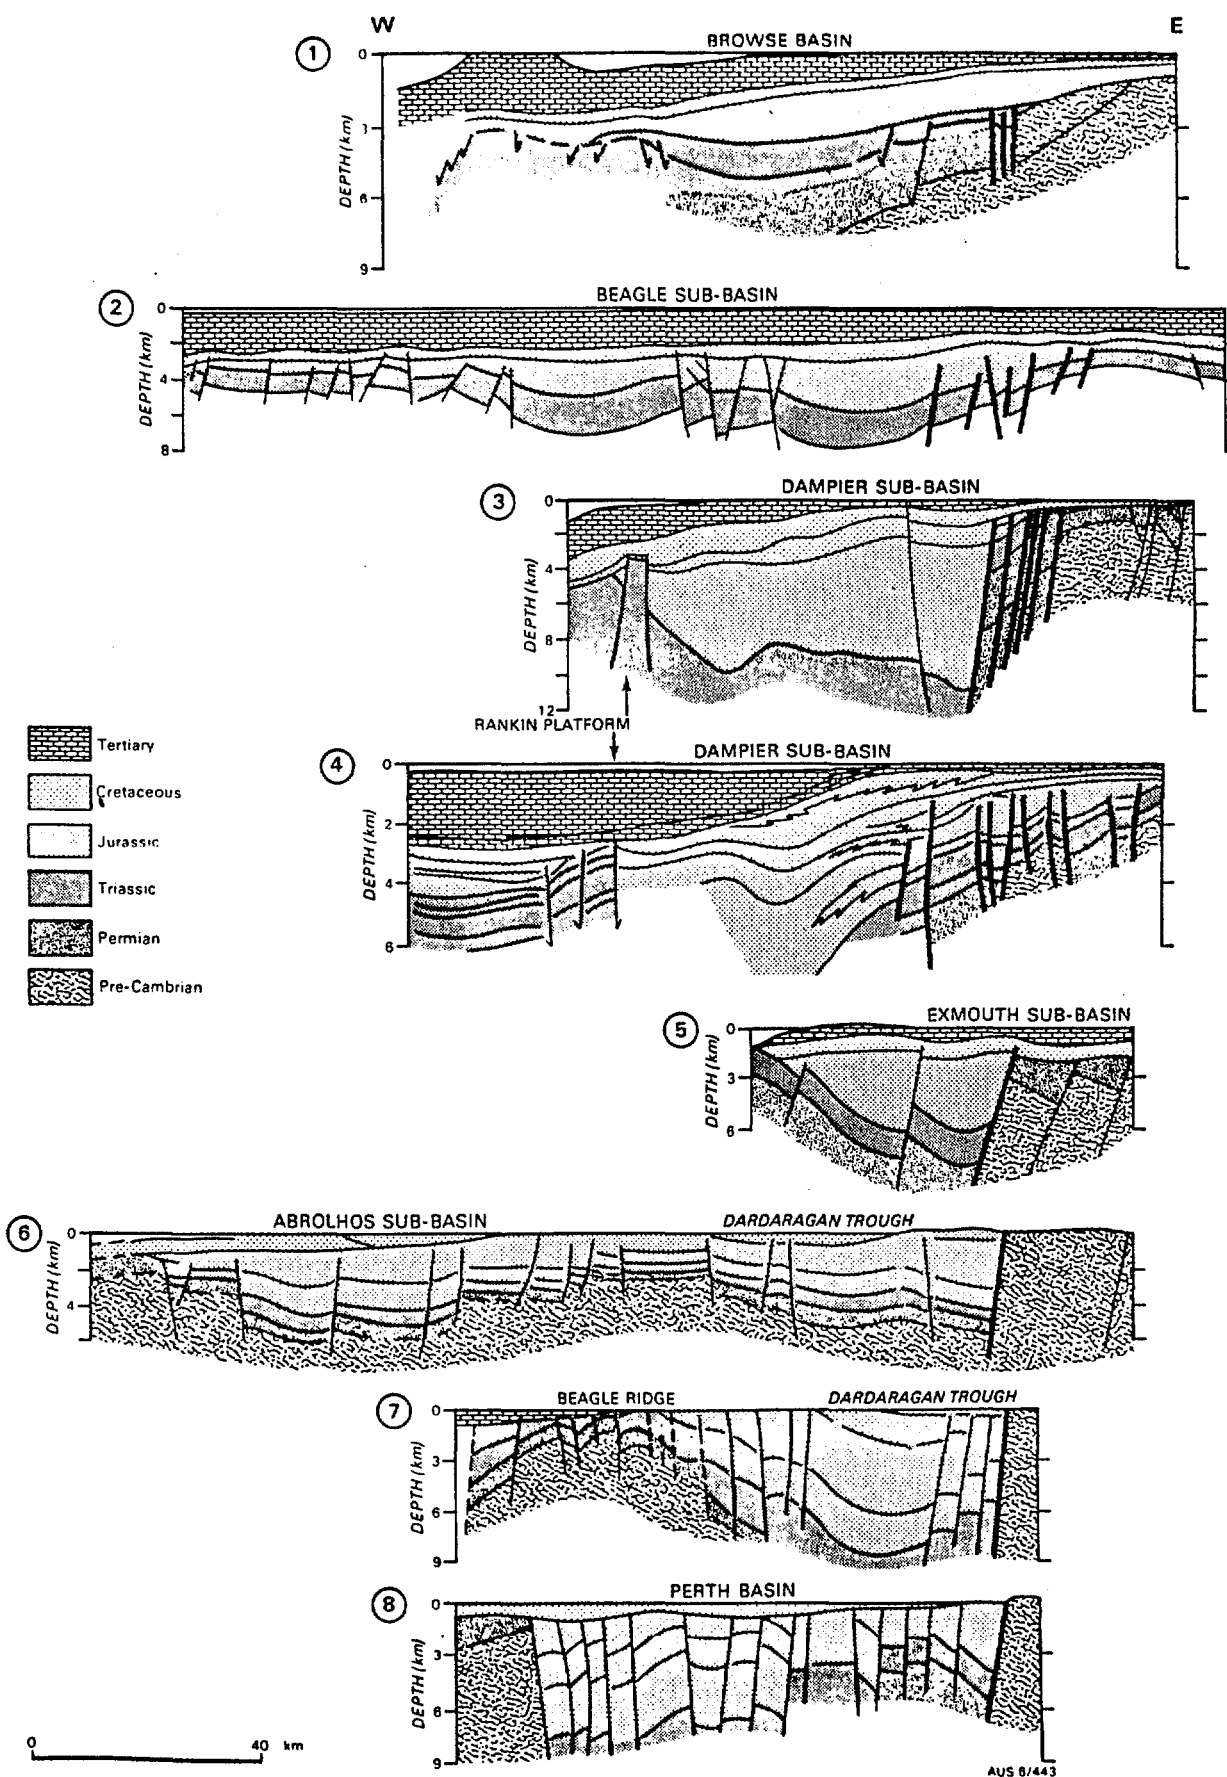 W
E
1
BROWSE BASIN
0
3
6
9
DEPTH (km)
2
BEAGLE SUB-BASIN
0
4
8
DEPTH (km)
3
DAMPIER SUB-BASIN
0
4
8
12
DEPTH (km)
RANKIN PLATFORM
4
DAMPIER SUB-BASIN
0
2
4
6
DEPTH (km)
Tertiary
Cretaceous
Jurassic
Triassic
Permian
Pre-Cambrian
5
EXMOUTH SUB-BASIN
0
3
6
DEPTH (km)
6
ABROLHOS SUB-BASIN
DARDARAGAN TROUGH
0
4
DEPTH (km)
7
BEAGLE RIDGE
DARDARAGAN TROUGH
0
3
6
9
DEPTH (km)
8
PERTH BASIN
0
3
6
9
DEPTH (km)
0 40 km
AUS 6/443